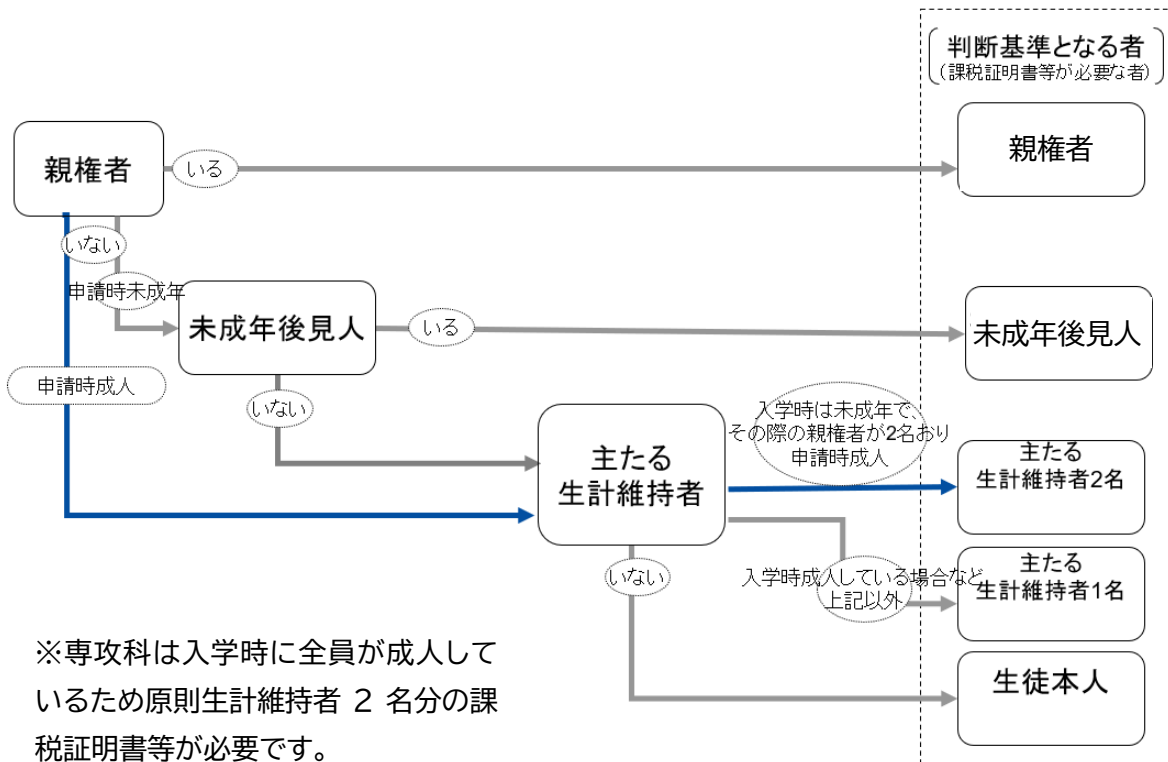 判断基準となる者
(課税証明書等が必要な者)
親権者
いる
親権者
いない
申請時未成年
未成年後見人
いる
未成年後見人
申請時成人
いない
主たる
生計維持者
入学時は未成年で、
その際の親権者が2名おり
申請時成人
主たる
生計維持者2名
いない
入学時成人している場合など
上記以外
主たる
生計維持者1名
生徒本人
※専攻科は入学時に全員が成人して
いるため原則生計維持者 2 名分の課
税証明書等が必要です。